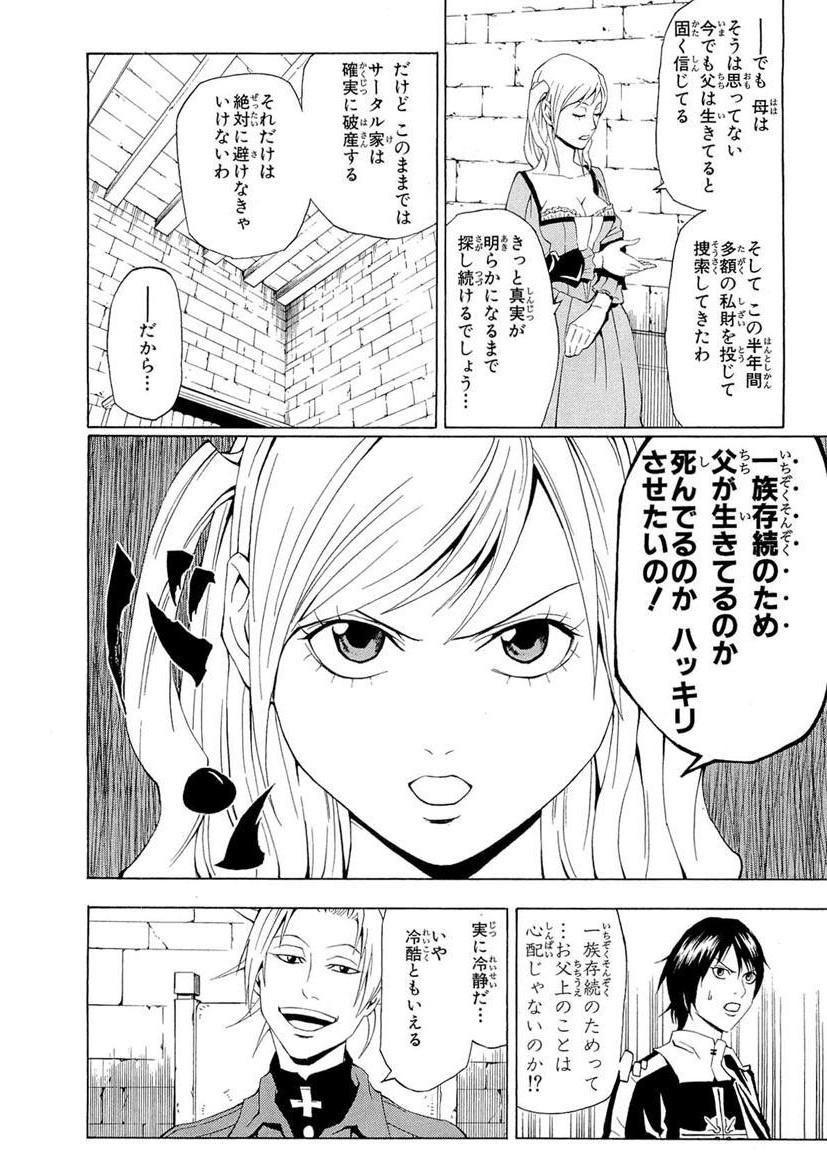 ――でも 母は
そうは思ってない
今でも父は生きてると
固く信じてる
そして この半年間
多額の私財を投じて
捜索してきたわ
きっと真実が
明らかになるまで
探し続けるでしょう…
だけど このままでは
サータル家は
確実に破産する
それだけは
絶対に避けなきゃ
いけないわ
――だから…
一族存続のため
父が生きてるのか
死んでるのか ハッキリ
させたいの!
一族存続のためって
…お父上のことは
心配じゃないのか!?
実に冷静だ…
いや
冷酷ともいえる